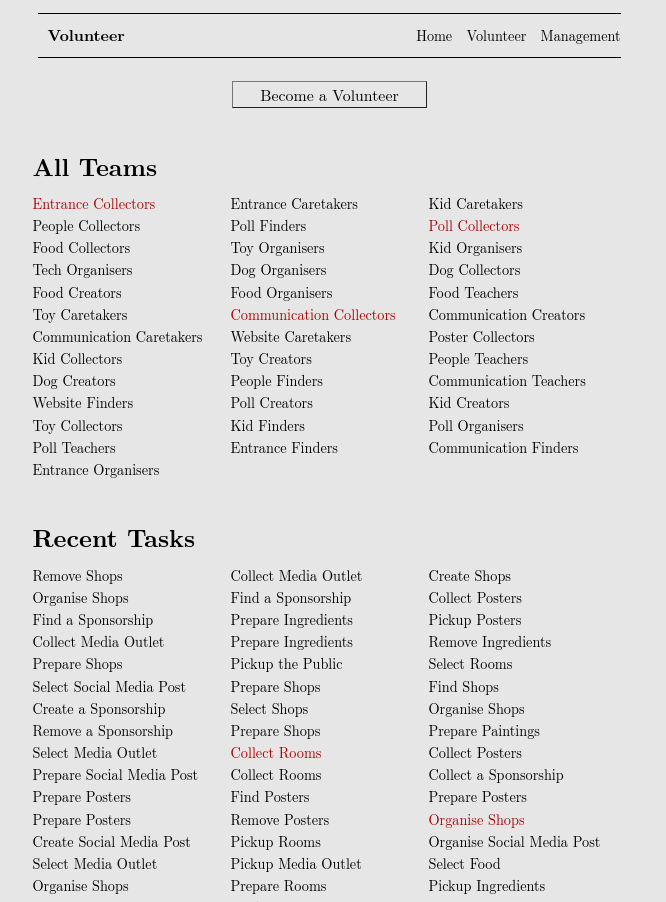 Volunteer
Home Volunteer Management
Become a Volunteer
All Teams
Entrance Collectors Entrance Caretakers Kid Caretakers
People Collectors Poll Finders Poll Collectors
Food Collectors Toy Organisers Kid Organisers
Tech Organisers Dog Organisers Dog Collectors
Food Creators Food Organisers Food Teachers
Toy Caretakers Communication Collectors Communication Creators
Communication Caretakers Website Caretakers Poster Collectors
Kid Collectors Toy Creators People Teachers
Dog Creators People Finders Communication Teachers
Website Finders Poll Creators Kid Creators
Toy Collectors Kid Finders Poll Organisers
Poll Teachers Entrance Finders Communication Finders
Entrance Organisers
Recent Tasks
Remove Shops Collect Media Outlet Create Shops
Organise Shops Find a Sponsorship Collect Posters
Find a Sponsorship Prepare Ingredients Pickup Posters
Collect Media Outlet Prepare Ingredients Remove Ingredients
Prepare Shops Pickup the Public Select Rooms
Select Social Media Post Prepare Shops Find Shops
Create a Sponsorship Select Shops Organise Shops
Remove a Sponsorship Prepare Shops Prepare Paintings
Select Media Outlet Collect Rooms Collect Posters
Prepare Social Media Post Collect Rooms Collect a Sponsorship
Prepare Posters Find Posters Prepare Posters
Prepare Posters Remove Posters Organise Shops
Create Social Media Post Pickup Rooms Organise Social Media Post
Select Media Outlet Pickup Media Outlet Select Food
Organise Shops Prepare Rooms Pickup Ingredients